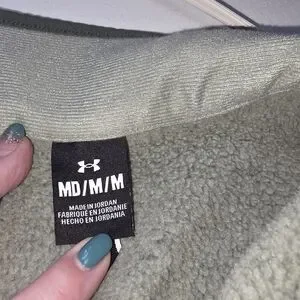 MD/M/M
MADE IN JORDAN
FABRIQUÉ EN JORDANIE
HECHO EN JORDANIA